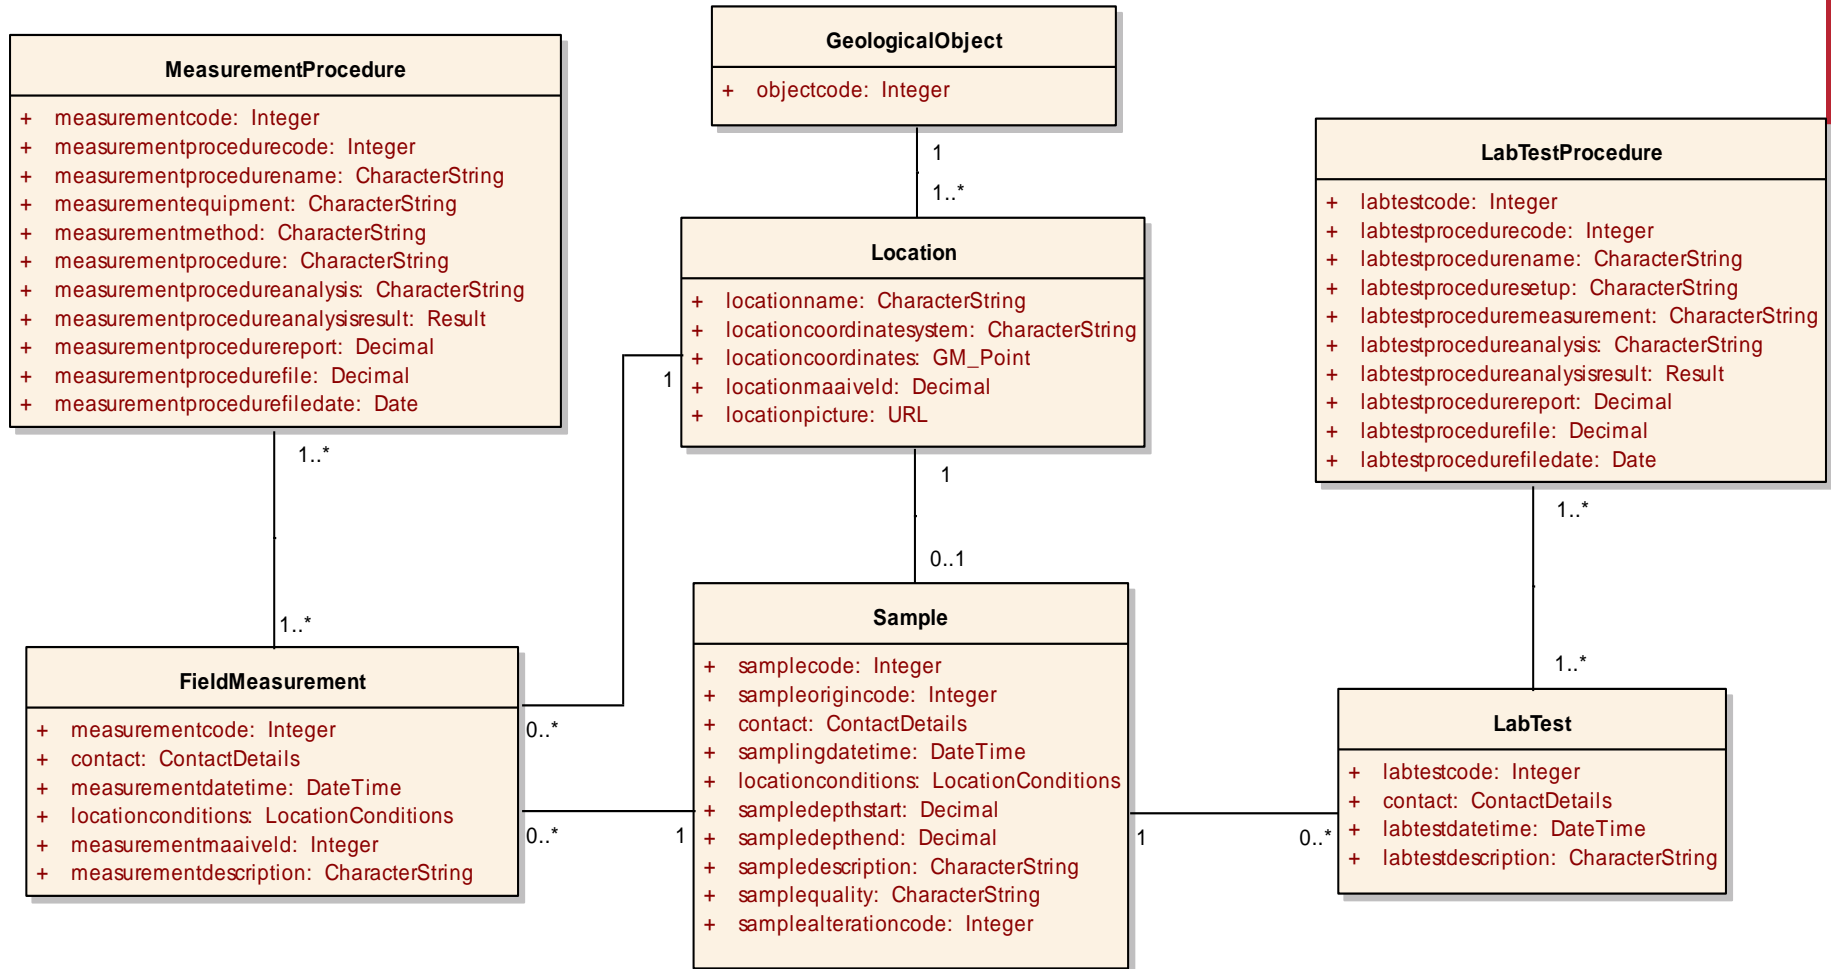 GeologicalObject
+ objectcode: Integer
MeasurementProcedure
+ measurementcode: Integer
+ measurementprocedurecode: Integer
+ measurementprocedurename: CharacterString
+ measurementequipment: CharacterString
+ measurementmethod: CharacterString
+ measurementprocedure: CharacterString
+ measurementprocedureanalysis: CharacterString
+ measurementprocedureanalysisresult: Result
+ measurementprocedurereport: Decimal
+ measurementprocedurefile: Decimal
+ measurementprocedurefiledate: Date
1
1..*
LabTestProcedure
+ labtestcode: Integer
+ labtestprocedurecode: Integer
+ labtestprocedurename: CharacterString
+ labtestproceduresetup: CharacterString
+ labtestproceduremeasurement: CharacterString
+ labtestprocedureanalysis: CharacterString
+ labtestprocedureanalysisresult: Result
+ labtestprocedurereport: Decimal
+ labtestprocedurefile: Decimal
+ labtestprocedurefiledate: Date
Location
+ locationname: CharacterString
+ locationcoordinatesystem: CharacterString
+ locationcoordinates: GM_Point
+ locationmaaiveld: Decimal
+ locationpicture: URL
1
1..*
1
1..*
0..1
1..*
1..*
FieldMeasurement
+ measurementcode: Integer
+ contact: ContactDetails
+ measurementdatetime: DateTime
+ locationconditions: LocationConditions
+ measurementmaaiveld: Integer
+ measurementdescription: CharacterString
0..*
0..*
1
Sample
+ samplecode: Integer
+ sampleorigincode: Integer
+ contact: ContactDetails
+ samplingdatetime: DateTime
+ locationconditions: LocationConditions
+ sampledepthstart: Decimal
+ sampledepthend: Decimal
+ sampledescription: CharacterString
+ samplequality: CharacterString
+ samplealterationcode: Integer
1
0..*
LabTest
+ labtestcode: Integer
+ contact: ContactDetails
+ labtestdatetime: DateTime
+ labtestdescription: CharacterString